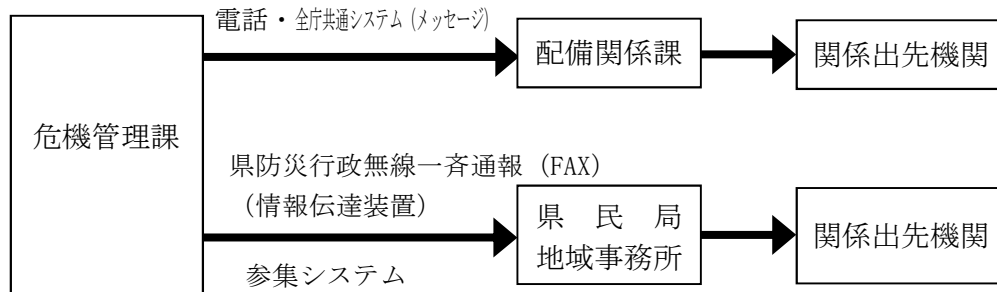 電話・全庁共通システム(メッセージ)
配備関係課
関係出先機関
危機管理課
県防災行政無線一斉通報(FAX)
(情報伝達装置)
県民局
地域事務所
関係出先機関
参集システム